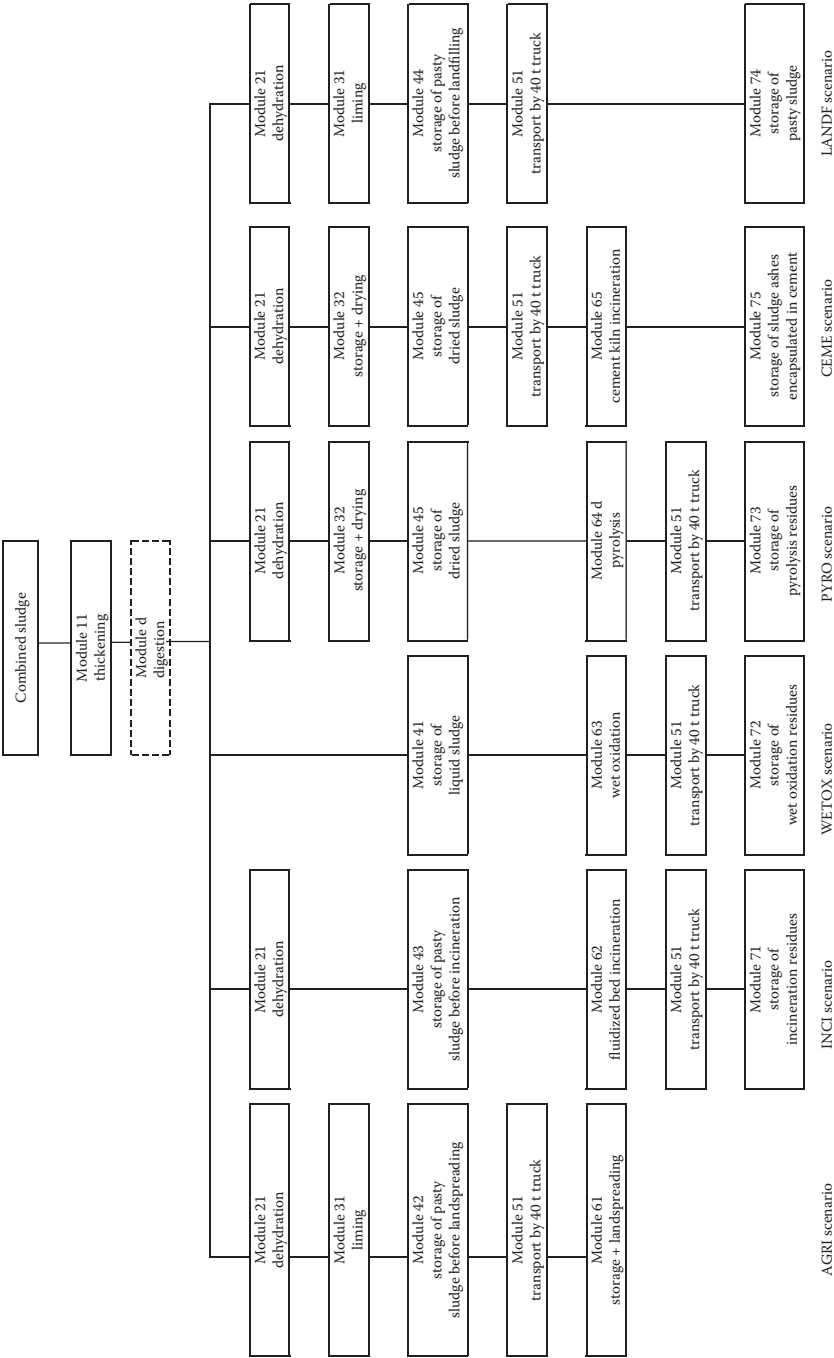 Combined sludge
Module 11
thickening
Module d
digestion
Module 21
dehydration
Module 31
liming
Module 42
storage of pasty
sludge before landspreading
Module 51
transport by 40 t truck
Module 61
storage + landspreading
AGRI scenario
Module 21
dehydration
Module 43
storage of pasty
sludge before incineration
Module 62
fluidized bed incineration
Module 51
transport by 40 t truck
Module 71
storage of
incineration residues
INCI scenario
Module 41
storage of
liquid sludge
Module 63
wet oxidation
Module 51
transport by 40 t truck
Module 72
storage of
wet oxidation residues
WETOX scenario
Module 21
dehydration
Module 32
storage + drying
Module 45
storage of
dried sludge
Module 64 d
pyrolysis
Module 51
transport by 40 t truck
Module 73
storage of
pyrolysis residues
PYRO scenario
Module 21
dehydration
Module 32
storage + drying
Module 45
storage of
dried sludge
Module 51
transport by 40 t truck
Module 65
cement kiln incineration
Module 75
storage of sludge ashes
encapsulated in cement
CEME scenario
Module 21
dehydration
Module 31
liming
Module 44
storage of pasty
sludge before landfilling
Module 51
transport by 40 t truck
Module 74
storage of
pasty sludge
LANDF scenario